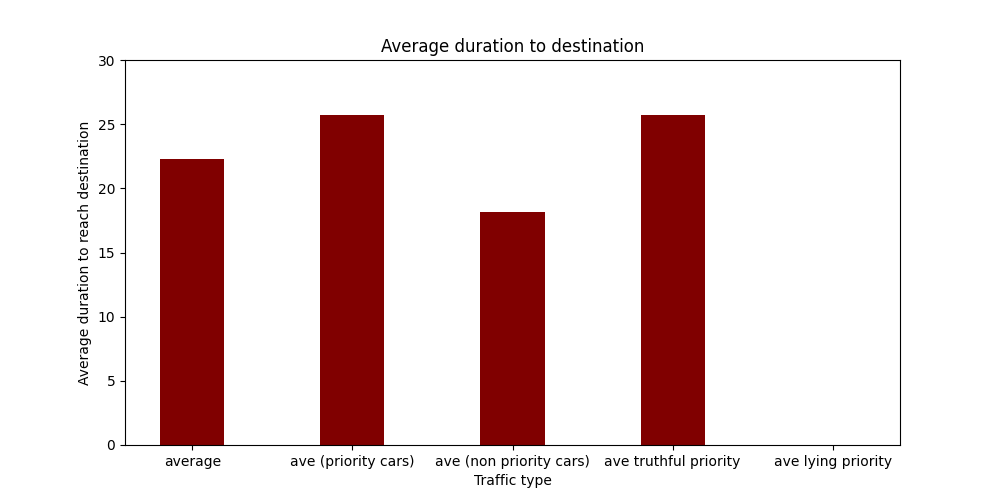 Average duration to destination
Average duration to reach destination
30
25
20
15
10
5
0
average
ave (priority cars)
ave (non priority cars)
ave truthful priority
ave lying priority
Traffic type